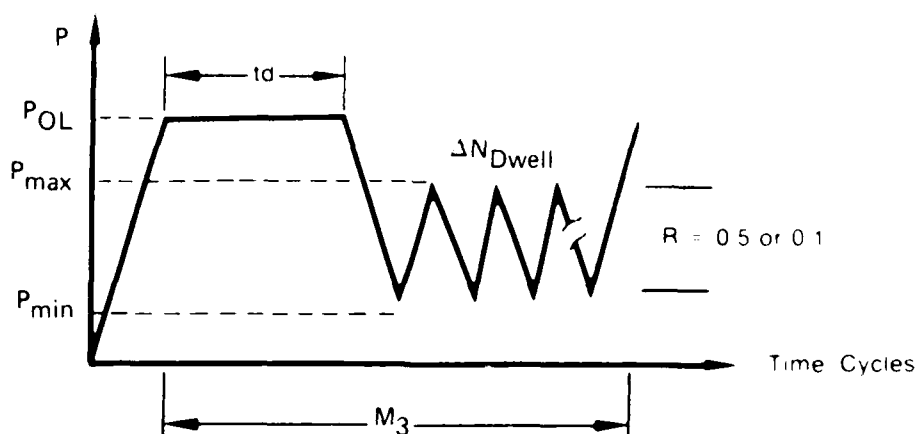 P
td
P_OL
ΔN_Dwell
P_max
R = 0 5 or 0 1
P_min
Time Cycles
M_3